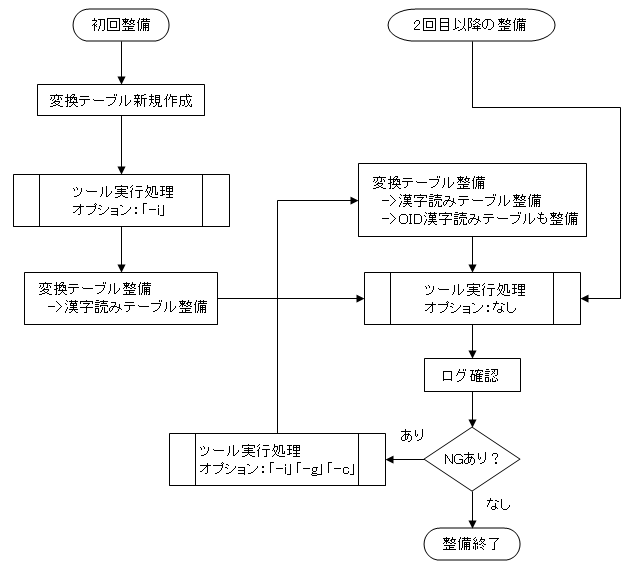 初回整備
2回目以降の整備
変換テーブル新規作成
ツール実行処理
オプション：「-i」
変換テーブル整備
->漢字読みテーブル整備
->OID漢字読みテーブルも整備
変換テーブル整備
->漢字読みテーブル整備
ツール実行処理
オプション：なし
ログ確認
あり
ツール実行処理
オプション：「-i」「-g」「-c」
NGあり？
なし
整備終了